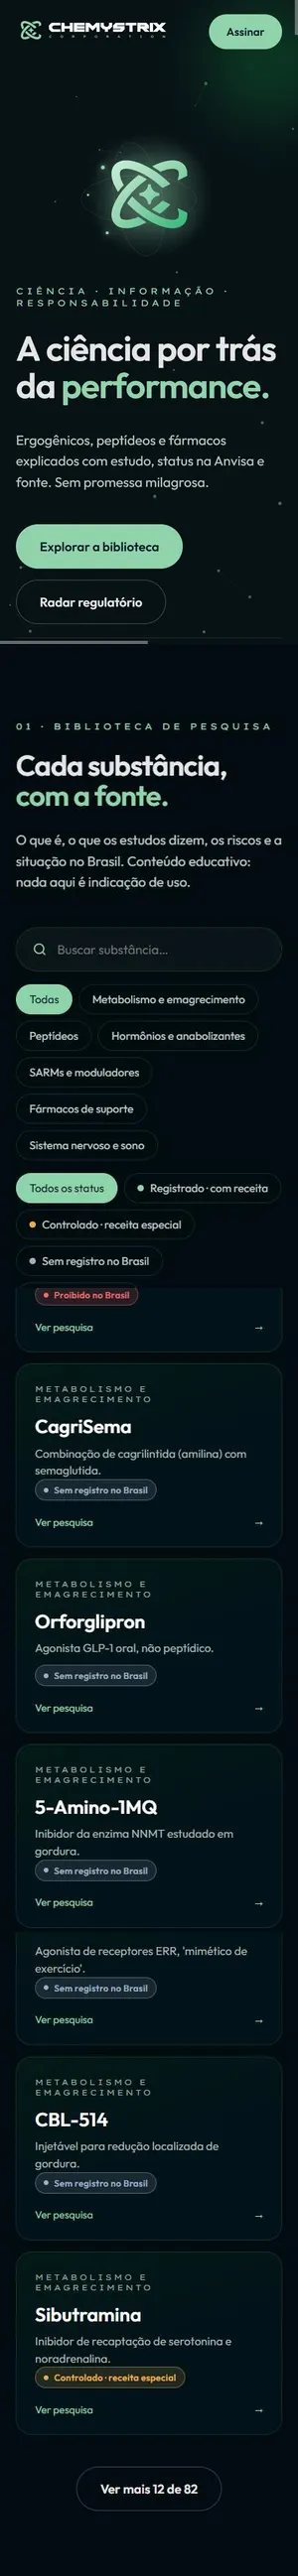 CHEMYSTRIX
CORPORATION
Assinar
CIÊNCIA · INFORMAÇÃO ·
RESPONSABILIDADE
A ciência por trás
da performance.
Ergogênicos, peptídeos e fármacos
explicados com estudo, status na Anvisa e
fonte. Sem promessa milagrosa.
Explorar a biblioteca
Radar regulatório
01 · BIBLIOTECA DE PESQUISA
Cada substância,
com a fonte.
O que é, o que os estudos dizem, os riscos e a
situação no Brasil. Conteúdo educativo:
nada aqui é indicação de uso.
Buscar substância...
Todas
Metabolismo e emagrecimento
Peptídeos
Hormônios e anabolizantes
SARMs e moduladores
Fármacos de suporte
Sistema nervoso e sono
Todos os status
Registrado · com receita
Controlado · receita especial
Sem registro no Brasil
Proibido no Brasil
Ver pesquisa →
METABOLISMO E
EMAGRECIMENTO
CagriSema
Combinação de cagrilintida (amilina) com
semaglutida.
Sem registro no Brasil
Ver pesquisa →
METABOLISMO E
EMAGRECIMENTO
Orforglipron
Agonista GLP-1 oral, não peptídico.
Sem registro no Brasil
Ver pesquisa →
METABOLISMO E
EMAGRECIMENTO
5-Amino-1MQ
Inibidor da enzima NNMT estudado em
gordura.
Sem registro no Brasil
Ver pesquisa →
Agonista de receptores ERR, 'mimético de
exercício'.
Sem registro no Brasil
Ver pesquisa →
METABOLISMO E
EMAGRECIMENTO
CBL-514
Injetável para redução localizada de
gordura.
Sem registro no Brasil
Ver pesquisa →
METABOLISMO E
EMAGRECIMENTO
Sibutramina
Inibidor de recaptação de serotonina e
noradrenalina.
Controlado · receita especial
Ver pesquisa →
Ver mais 12 de 82